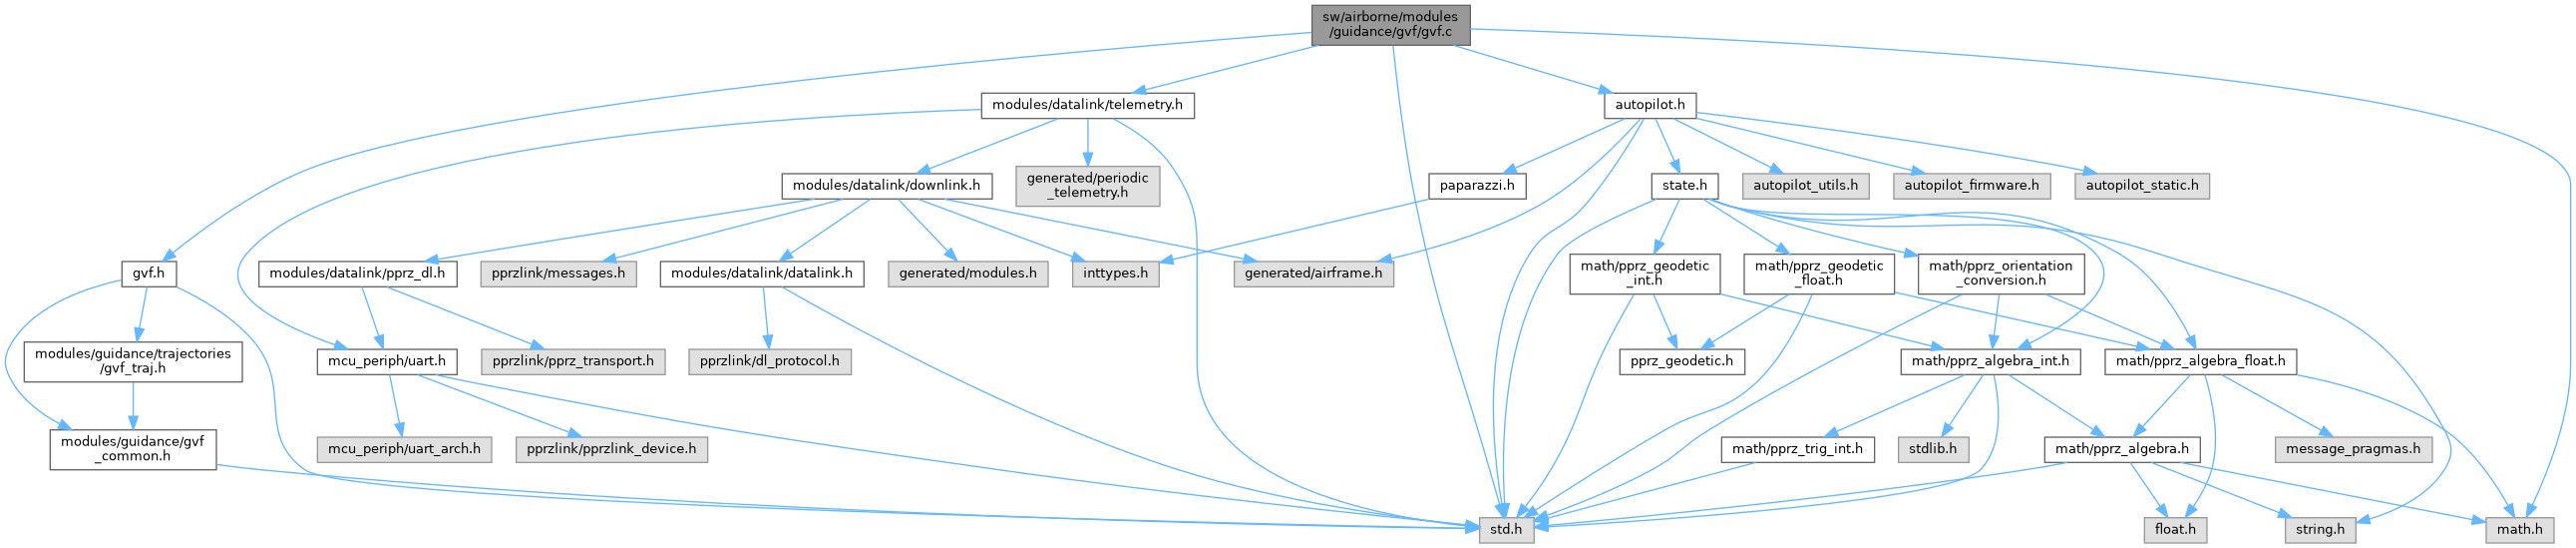 sw/airborne/modules
/guidance/gvf/gvf.c
modules/datalink/telemetry.h
autopilot.h
generated/periodic
_telemetry.h
modules/datalink/downlink.h
paparazzi.h
state.h
autopilot_utils.h
autopilot_firmware.h
autopilot_static.h
gvf.h
modules/datalink/pprz_dl.h
pprzlink/messages.h
modules/datalink/datalink.h
generated/modules.h
inttypes.h
generated/airframe.h
math/pprz_geodetic
_int.h
math/pprz_geodetic
_float.h
math/pprz_orientation
_conversion.h
modules/guidance/trajectories
/gvf_traj.h
mcu_periph/uart.h
pprzlink/pprz_transport.h
pprzlink/dl_protocol.h
pprz_geodetic.h
math/pprz_algebra_int.h
math/pprz_algebra_float.h
modules/guidance/gvf
_common.h
mcu_periph/uart_arch.h
pprzlink/pprzlink_device.h
math/pprz_trig_int.h
stdlib.h
math/pprz_algebra.h
message_pragmas.h
std.h
float.h
string.h
math.h